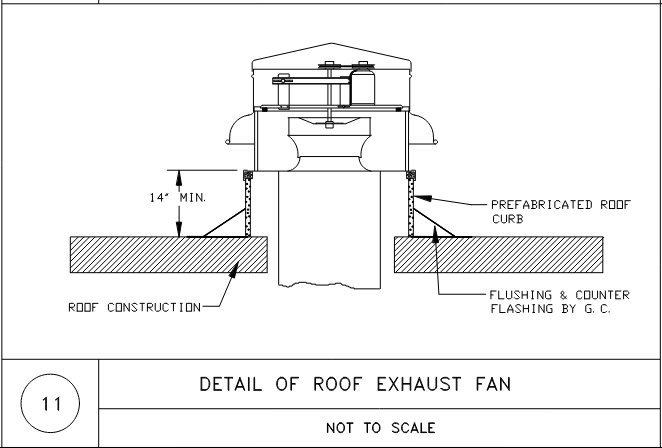 14" MIN.
PREFABRICATED ROOF
CURB
ROOF CONSTRUCTION
FLUSHING & COUNTER
FLASHING BY G.C.
11
DETAIL OF ROOF EXHAUST FAN
NOT TO SCALE